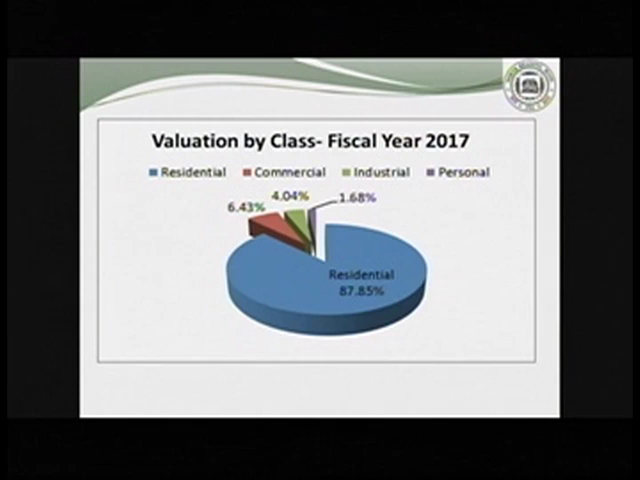 Valuation by Class- Fiscal Year 2017
Residential Commercial Industrial Personal
6.43% 4.04% 1.68%
Residential
87.85%